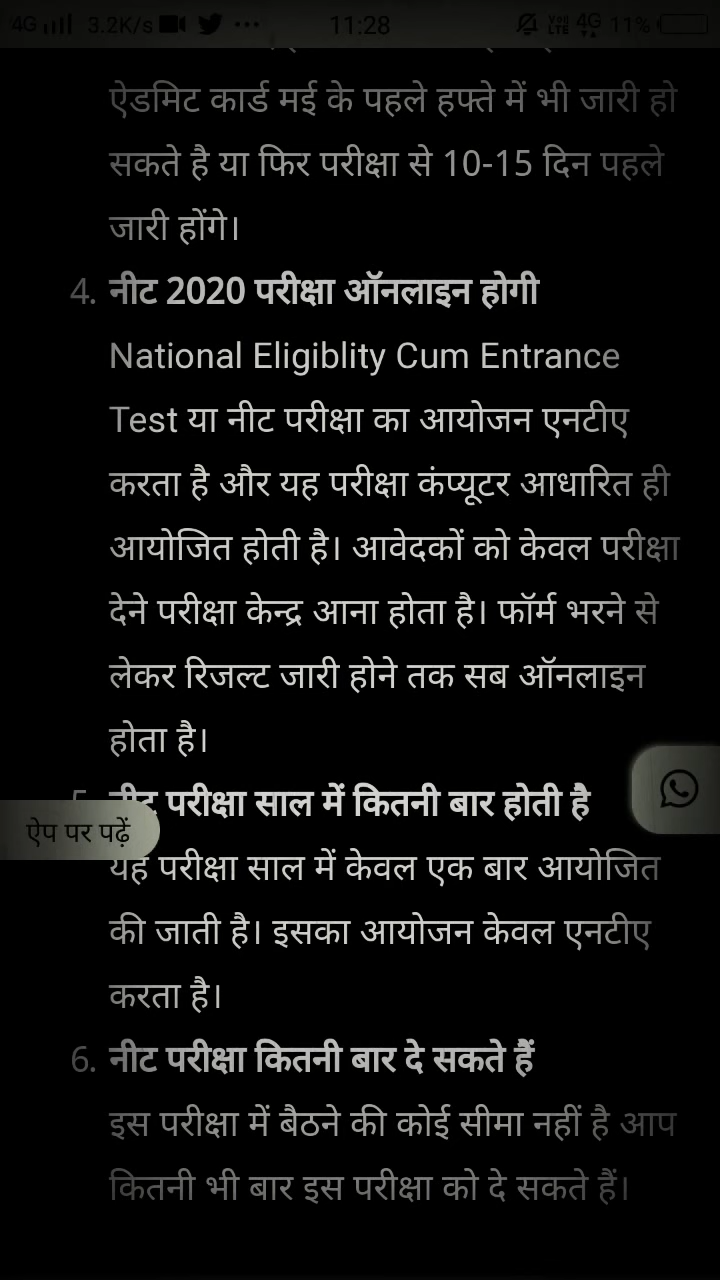 4G 3.2K/s ••• 11:28 VoLTE 4G 11%
ऐडमिट कार्ड मई के पहले हफ्ते में भी जारी हो
सकते है या फिर परीक्षा से 10-15 दिन पहले
जारी होंगे।
4. नीट 2020 परीक्षा ऑनलाइन होगी
National Eligiblity Cum Entrance
Test या नीट परीक्षा का आयोजन एनटीए
करता है और यह परीक्षा कंप्यूटर आधारित ही
आयोजित होती है। आवेदकों को केवल परीक्षा
देने परीक्षा केन्द्र आना होता है। फॉर्म भरने से
लेकर रिजल्ट जारी होने तक सब ऑनलाइन
होता है।
5. नीट परीक्षा साल में कितनी बार होती है
ऐप पर पढ़ें
यह परीक्षा साल में केवल एक बार आयोजित
की जाती है। इसका आयोजन केवल एनटीए
करता है।
6. नीट परीक्षा कितनी बार दे सकते हैं
इस परीक्षा में बैठने की कोई सीमा नहीं है आप
कितनी भी बार इस परीक्षा को दे सकते हैं।